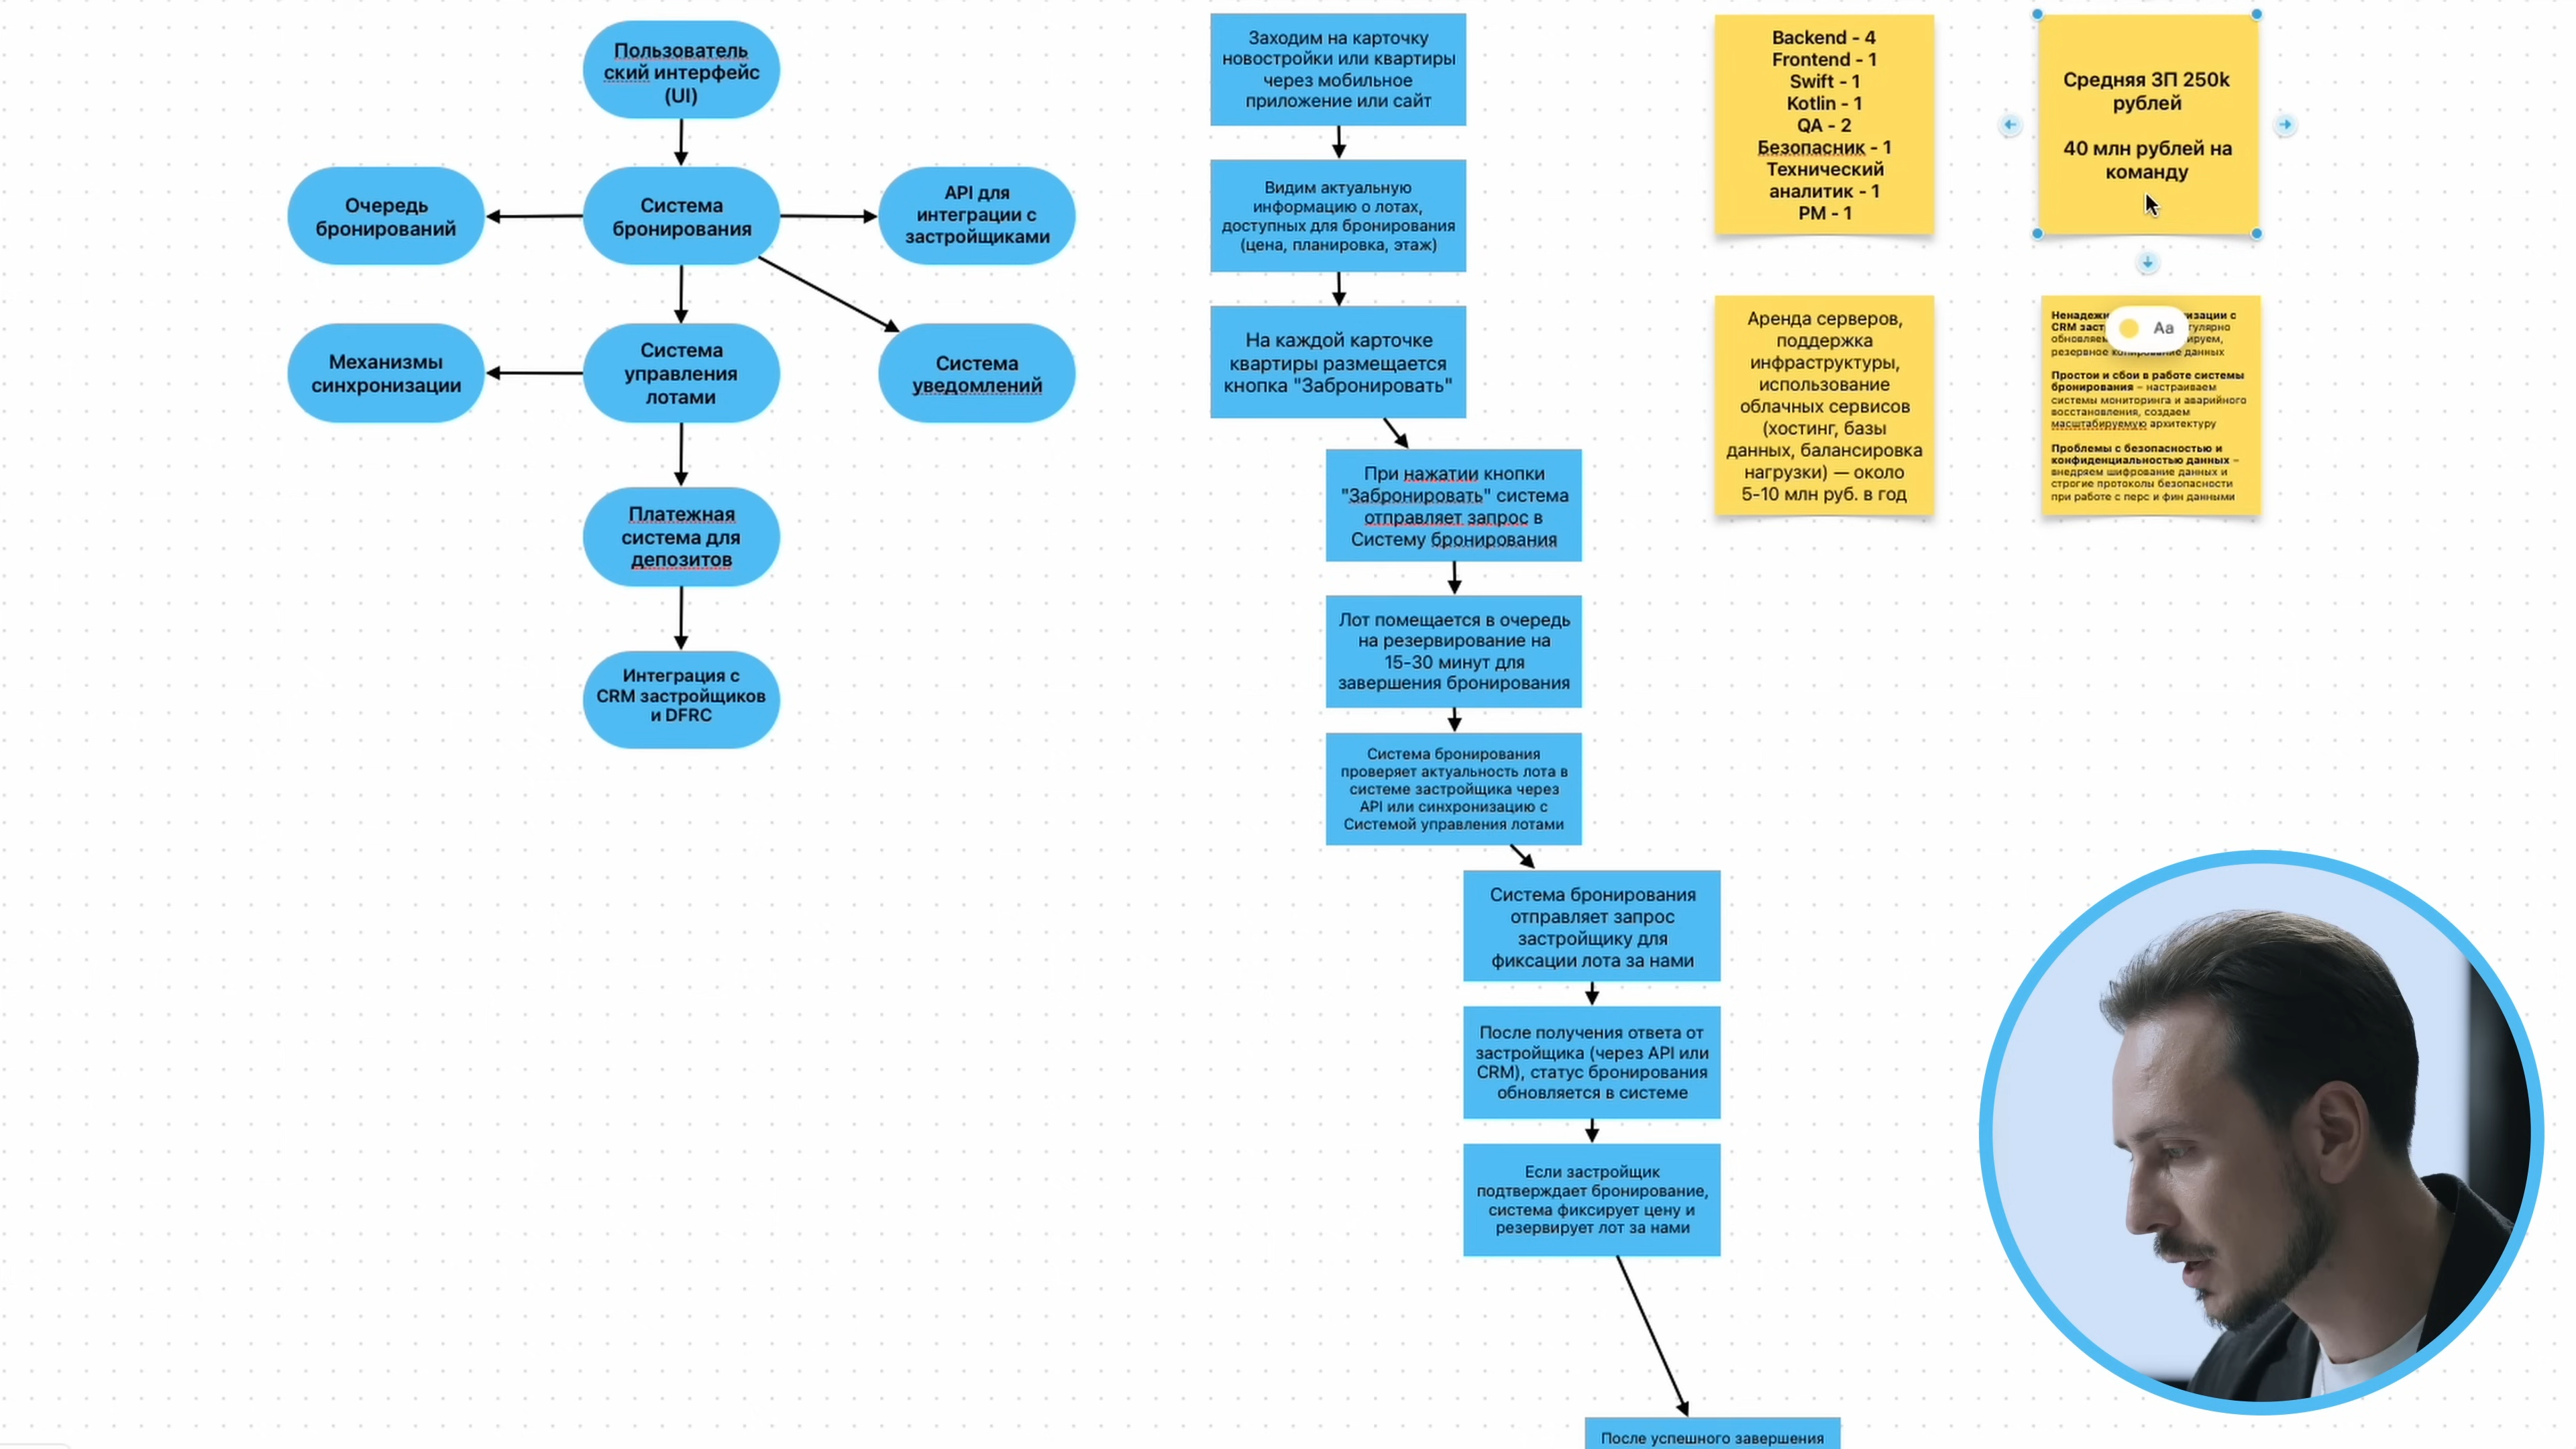 Пользователь
ский интерфейс
(UI)
Очередь
бронирований
Система
бронирования
API для
интеграции с
застройщиками
Механизмы
синхронизации
Система
управления
лотами
Система
уведомлений
Платежная
система для
депозитов
Интеграция с
CRM застройщиков
и DFRC
Заходим на карточку
новостройки или квартиры
через мобильное
приложение или сайт
Видим актуальную
информацию о лотах,
доступных для бронирования
(цена, планировка, этаж)
На каждой карточке
квартиры размещается
кнопка "Забронировать"
При нажатии кнопки
"Забронировать" система
отправляет запрос в
Систему бронирования
Лот помещается в очередь
на резервирование на
15-30 минут для
завершения бронирования
Система бронирования
проверяет актуальность лота в
системе застройщика через
API или синхронизацию с
Системой управления лотами
Система бронирования
отправляет запрос
застройщику для
фиксации лота за нами
После получения ответа от
застройщика (через API или
CRM), статус бронирования
обновляется в системе
Если застройщик
подтверждает бронирование,
система фиксирует цену и
резервирует лот за нами
После успешного завершения
Backend - 4
Frontend - 1
Swift - 1
Kotlin - 1
QA - 2
Безопасник - 1
Технический
аналитик - 1
PM - 1
Средняя ЗП 250k
рублей
40 млн рублей на
команду
Аренда серверов,
поддержка
инфраструктуры,
использование
облачных сервисов
(хостинг, базы
данных, балансировка
нагрузки) — около
5-10 млн руб. в год
Aa
CRM
резервное копирование данных
Простои и сбои в работе системы
бронирования – настраиваем
системы мониторинга и аварийного
восстановления, создаем
масштабируемую архитектуру
Проблемы с безопасностью и
конфиденциальностью данных –
внедряем шифрование данных и
строгие протоколы безопасности
при работе с перс и фин данными